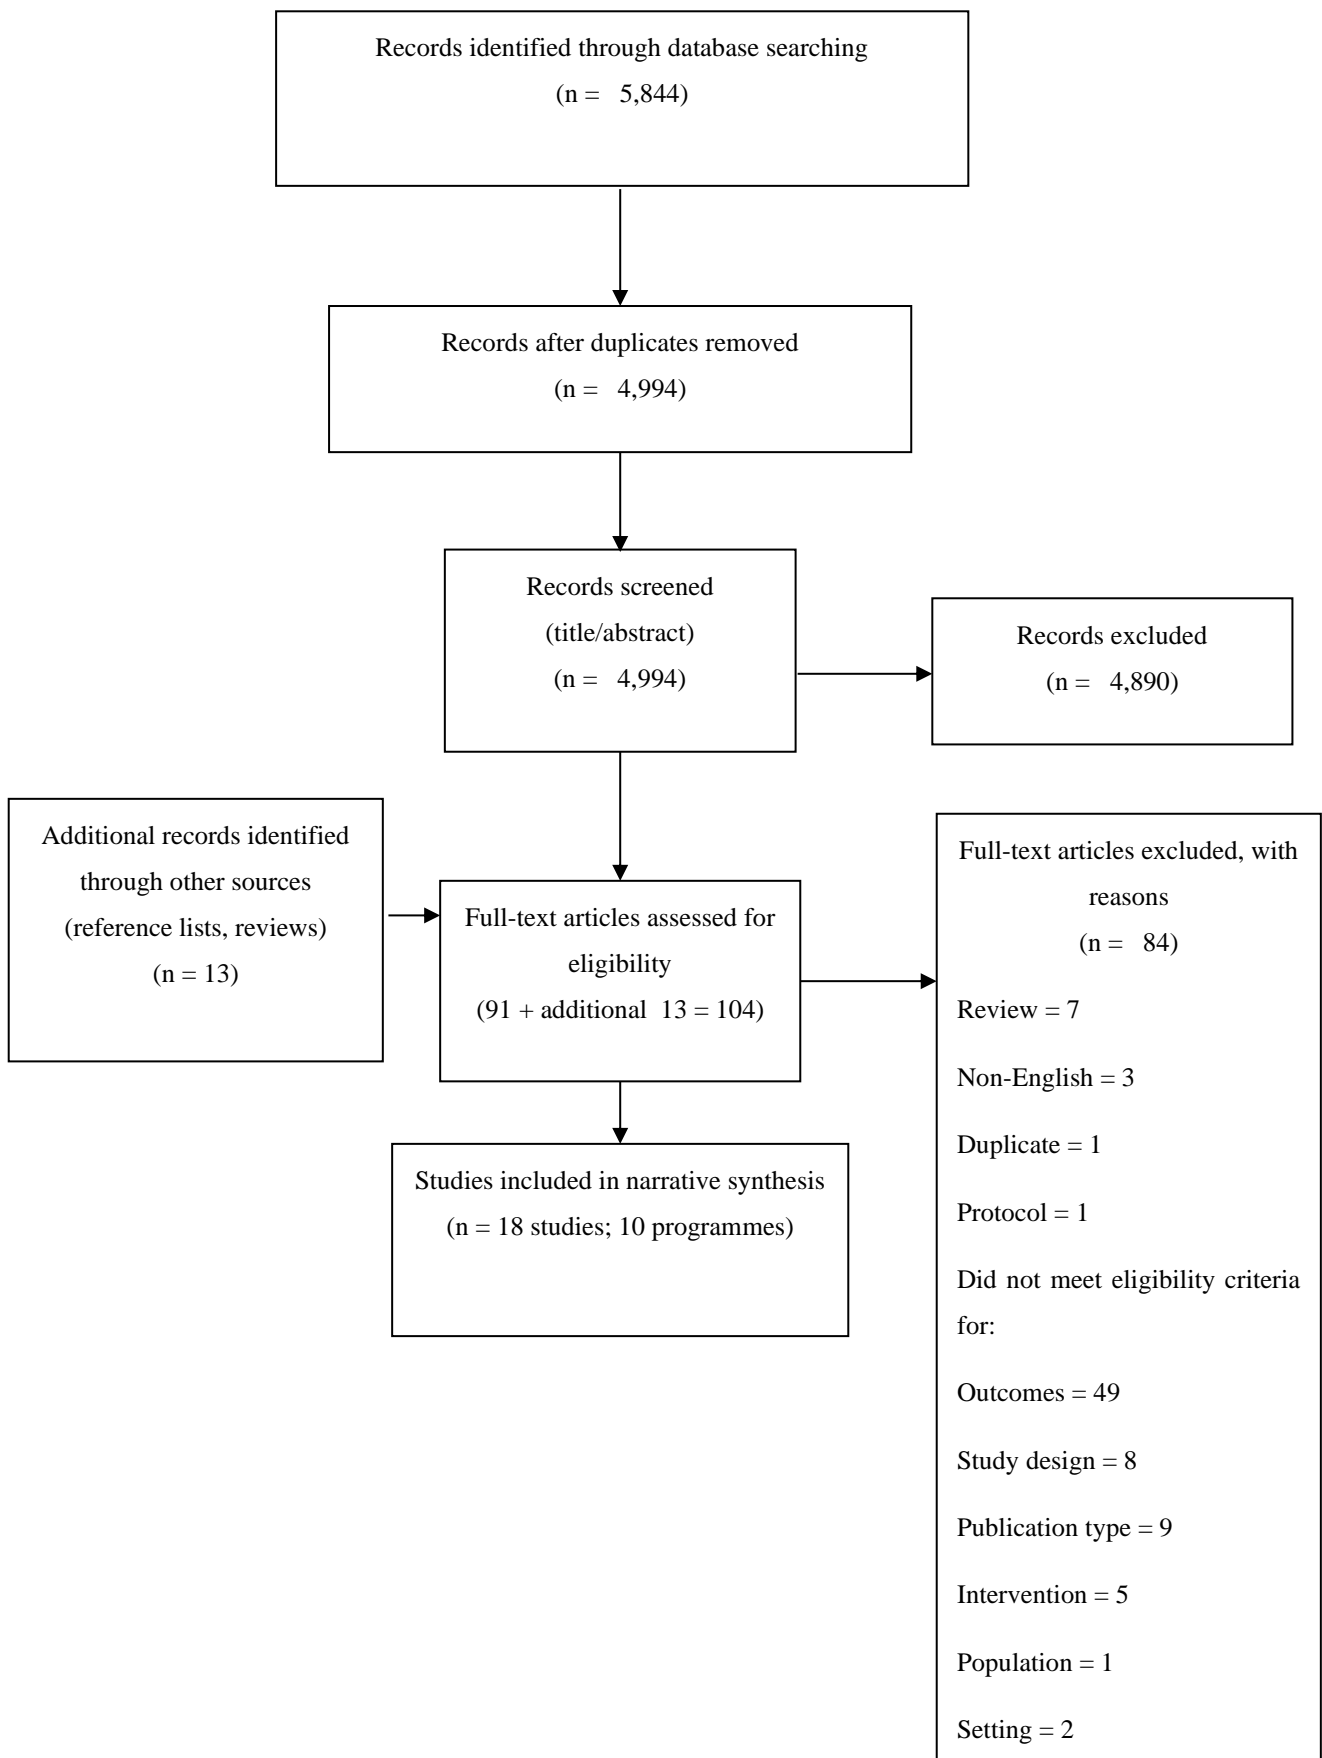 Records identified through database searching
(n = 5,844)
Records after duplicates removed
(n = 4,994)
Records screened
(title/abstract)
(n = 4,994)
Records excluded
(n = 4,890)
Additional records identified
through other sources
(reference lists, reviews)
(n = 13)
Full-text articles assessed for
eligibility
(91 + additional 13 = 104)
Full-text articles excluded, with
reasons
(n = 84)
Review = 7
Non-English = 3
Duplicate = 1
Protocol = 1
Did not meet eligibility criteria
for:
Outcomes = 49
Study design = 8
Publication type = 9
Intervention = 5
Population = 1
Setting = 2
Studies included in narrative synthesis
(n = 18 studies; 10 programmes)